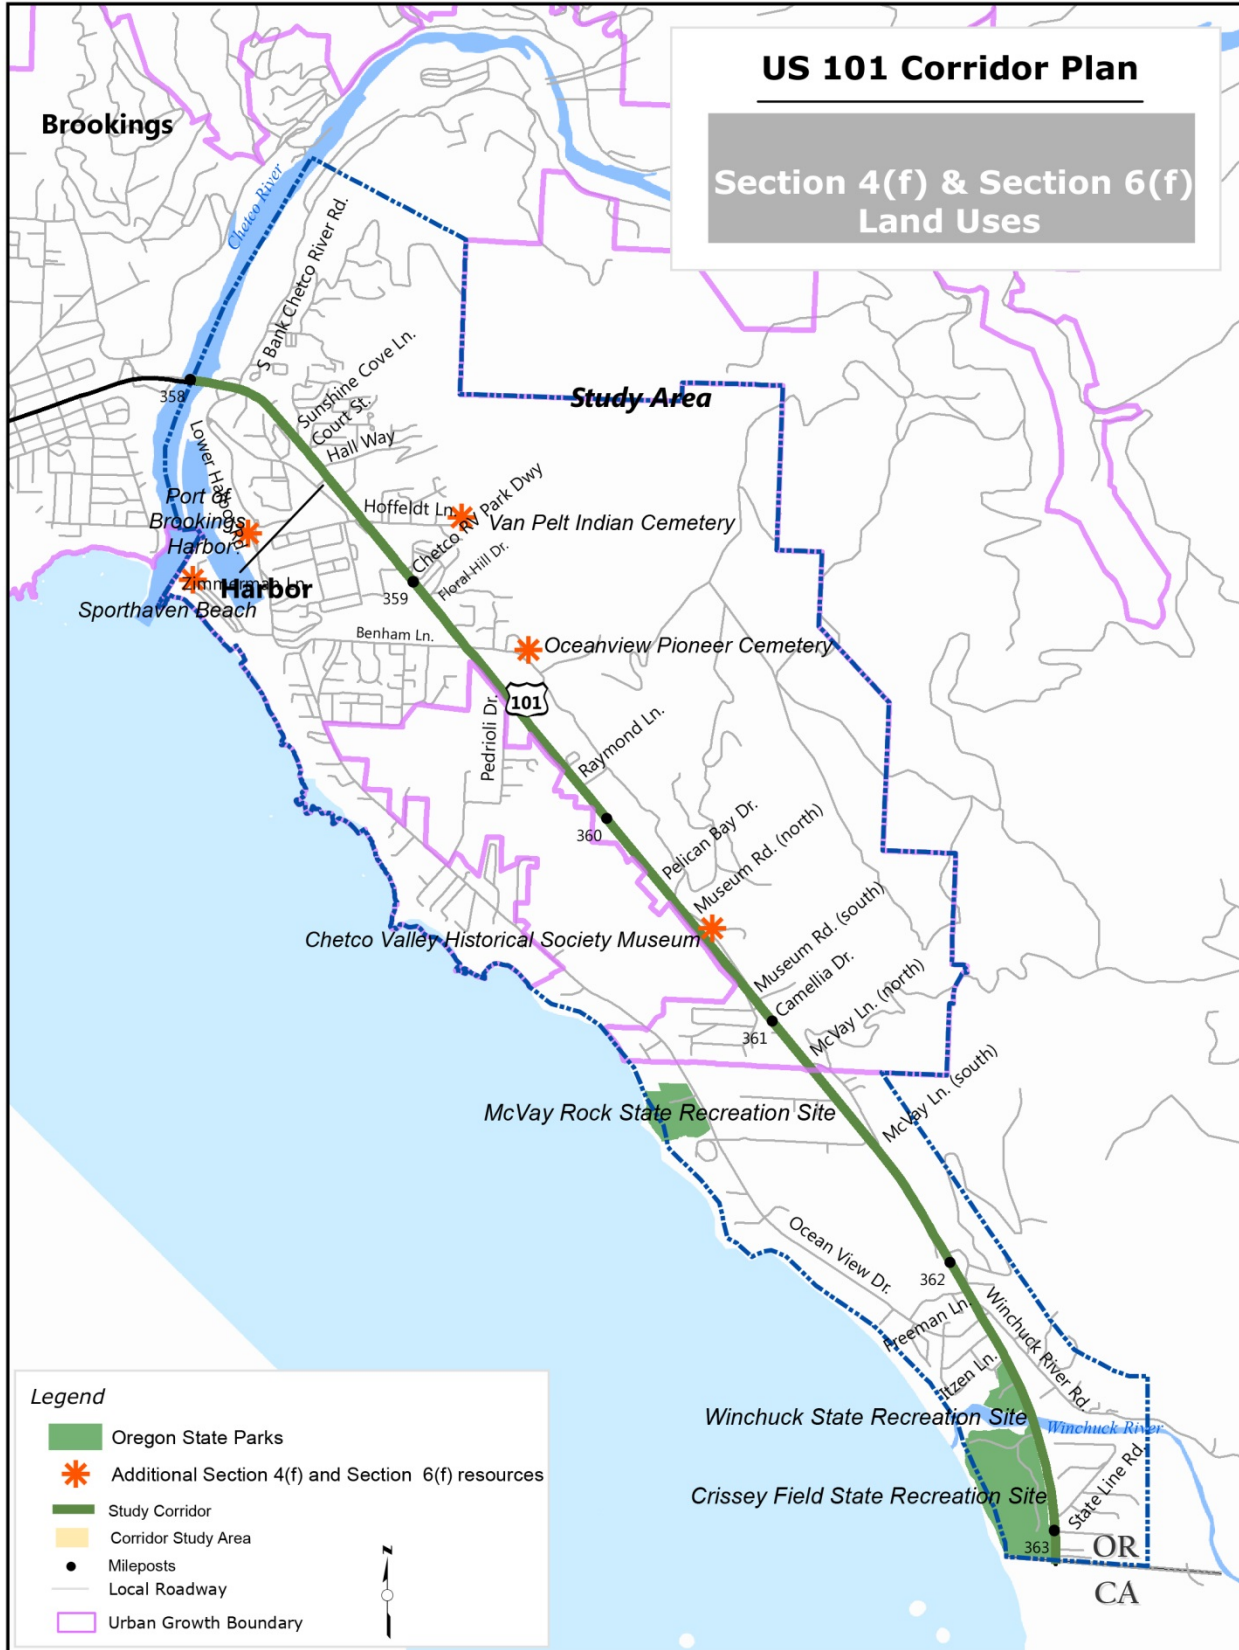 US 101 Corridor Plan
Section 4(f) & Section 6(f)
Land Uses
Brookings
Chetco River
S Bank Chetco River Rd.
Sunshine Cove Ln.
Court St.
Hall Way
Study Area
358
Lower Harbor Rd.
Port of
Brookings
Harbor
Hoffeldt Ln.
Chetco RV Park Dwy
Van Pelt Indian Cemetery
Floral Hill Dr.
Zimmerman Ln.
Harbor
359
Sporthaven Beach
Benham Ln.
Oceanview Pioneer Cemetery
101
Pedrioli Dr.
Raymond Ln.
360
Pelican Bay Dr.
Museum Rd. (north)
Chetco Valley Historical Society Museum
Museum Rd. (south)
Camellia Dr.
361
McVay Ln. (north)
McVay Ln. (south)
McVay Rock State Recreation Site
Ocean View Dr.
362
Freeman Ln.
Winchuck River Rd.
Itzen Ln.
Winchuck State Recreation Site
Winchuck River
Crissey Field State Recreation Site
State Line Rd.
363
OR
CA
Legend
Oregon State Parks
Additional Section 4(f) and Section 6(f) resources
Study Corridor
Corridor Study Area
Mileposts
Local Roadway
Urban Growth Boundary
N